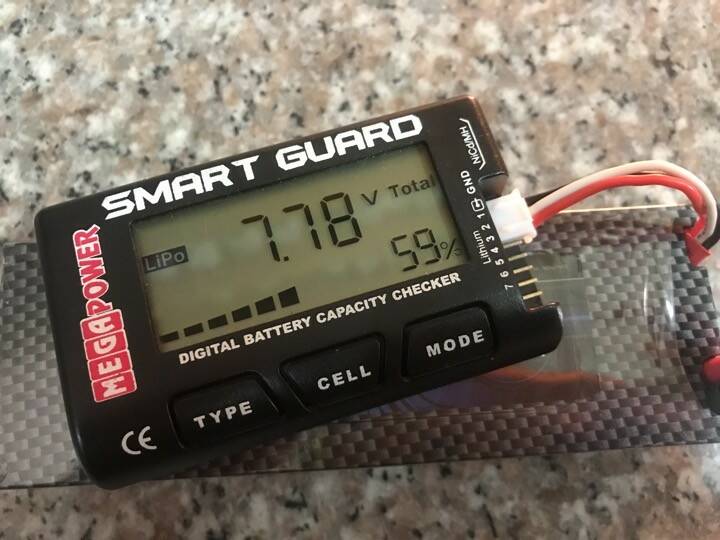 SMART GUARD
MEGAPOWER
LiPo
7.78 V Total
59%
DIGITAL BATTERY CAPACITY CHECKER
TYPE
CELL
MODE
CE
NiCd/MH
Lithium
7 6 5 4 3 2 1 GND